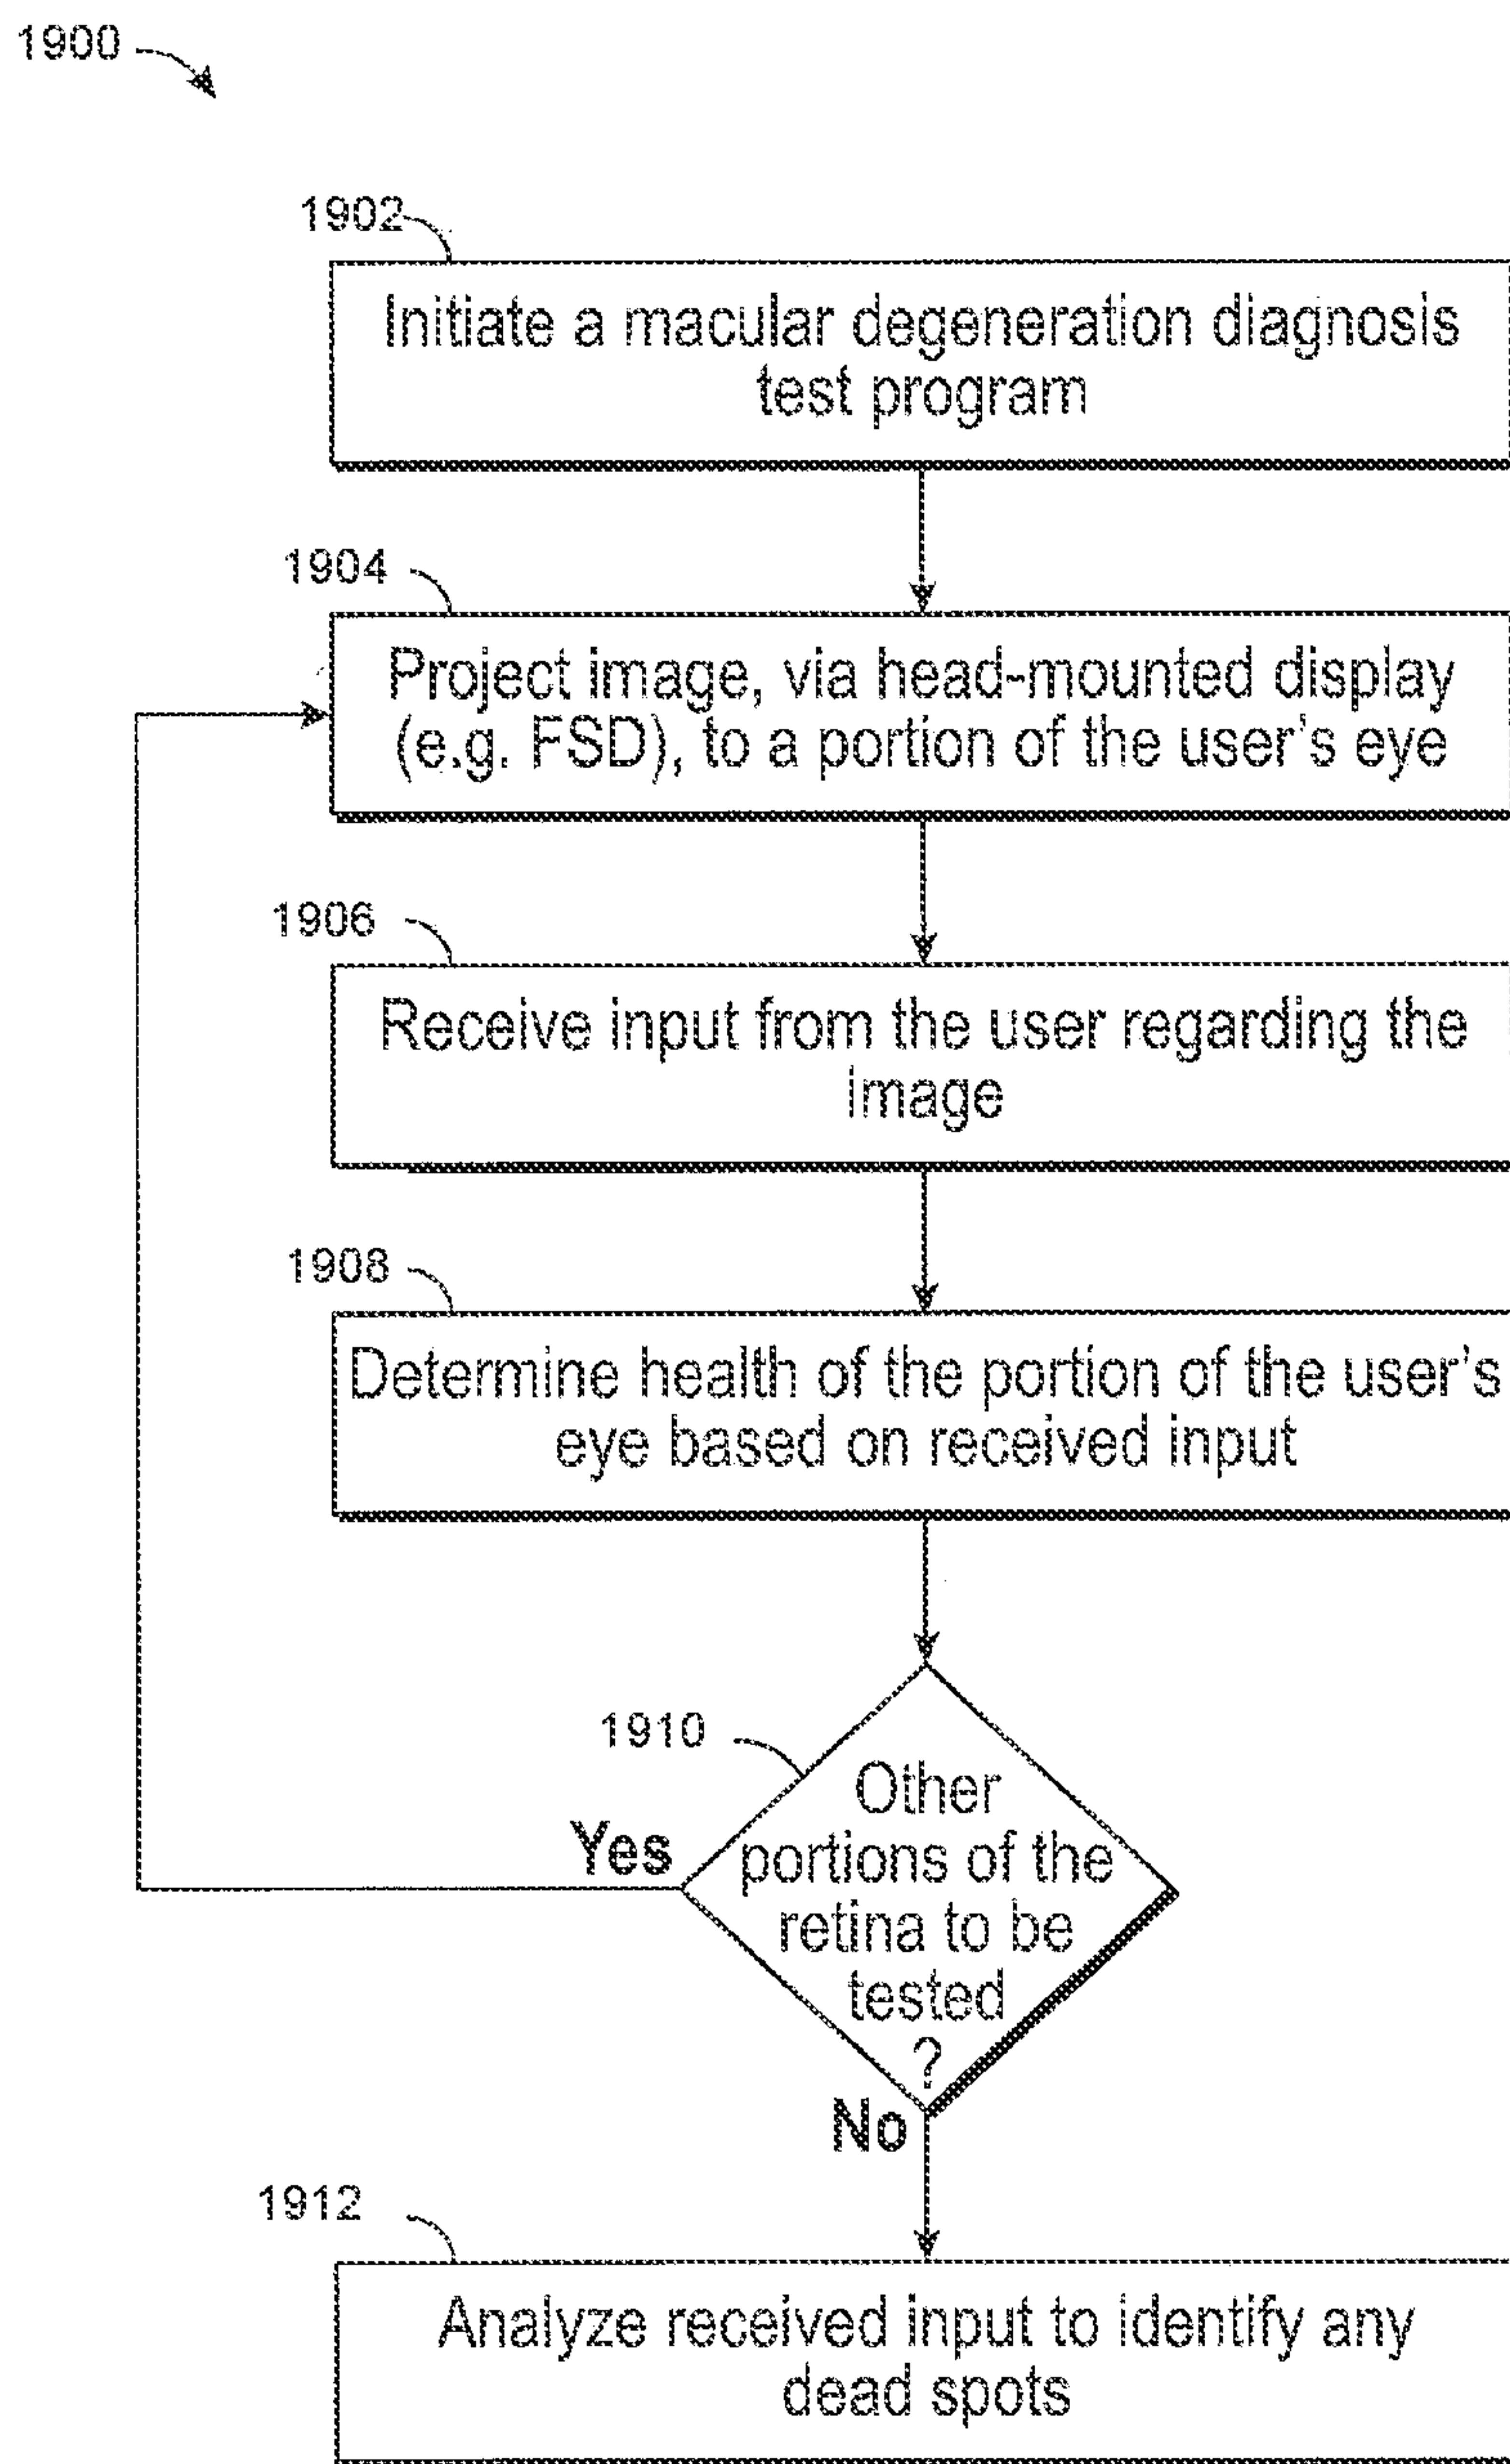 1900
1902
Initiate a macular degeneration diagnosis
test program
1904
Project image, via head-mounted display
(e.g. FSD), to a portion of the user's eye
1906
Receive input from the user regarding the
image
1908
Determine health of the portion of the user's
eye based on received input
1910
Other
portions of the
retina to be
tested
?
Yes
No
1912
Analyze received input to identify any
dead spots